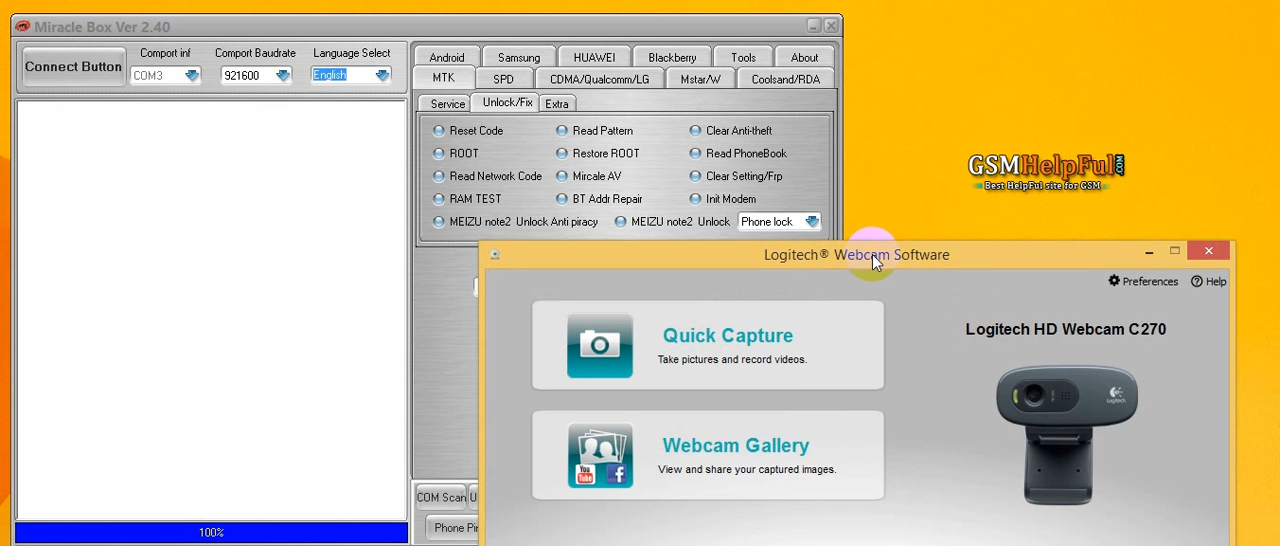 Miracle Box Ver 2.40
Connect Button
Comport inf
Comport Baudrate
Language Select
COM3
921600
English
Android
Samsung
HUAWEI
Blackberry
Tools
About
MTK
SPD
CDMA/Qualcomm/LG
Mstar/W
Coolsand/RDA
Service
Unlock/Fix
Extra
Reset Code
Read Pattern
Clear Anti-theft
ROOT
Restore ROOT
Read PhoneBook
Read Network Code
Mircale AV
Clear Setting/Frp
RAM TEST
BT Addr Repair
Init Modem
MEIZU note2 Unlock Anti piracy
MEIZU note2 Unlock
Phone lock
GSMHelpFul
Best HelpFul site for GSM
Logitech® Webcam Software
Preferences
Help
Quick Capture
Take pictures and record videos.
Logitech HD Webcam C270
Logitech
Webcam Gallery
View and share your captured images.
You
Tube
f
COM Scan
U
Phone Pi
100%